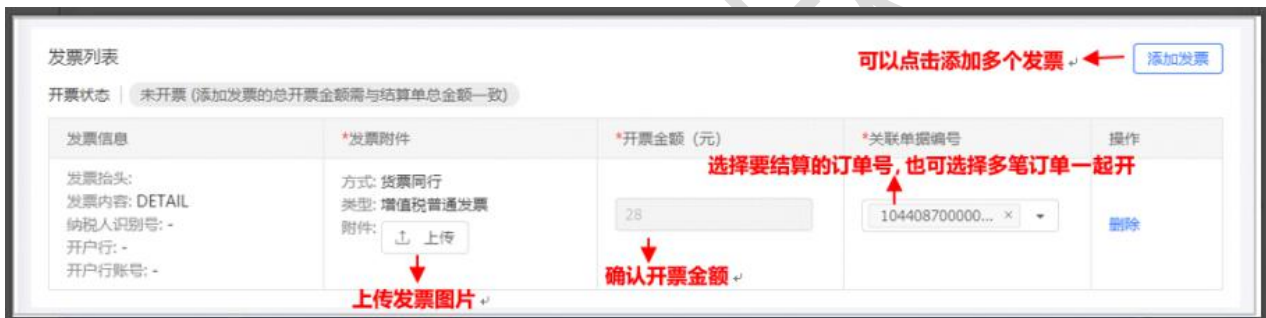 发票列表
可以点击添加多个发票
添加发票
开票状态 未开票 (添加发票的总开票金额需与结算单总金额一致)
发票信息 *发票附件 *开票金额（元） *关联单据编号 操作
选择要结算的订单号,也可选择多笔订单一起开
发票抬头:
发票内容: DETAIL
纳税人识别号: -
开户行: -
开户行账号: -
方式: 货票同行
类型: 增值税普通发票
附件: 上传
28
104408700000... ×
删除
上传发票图片
确认开票金额